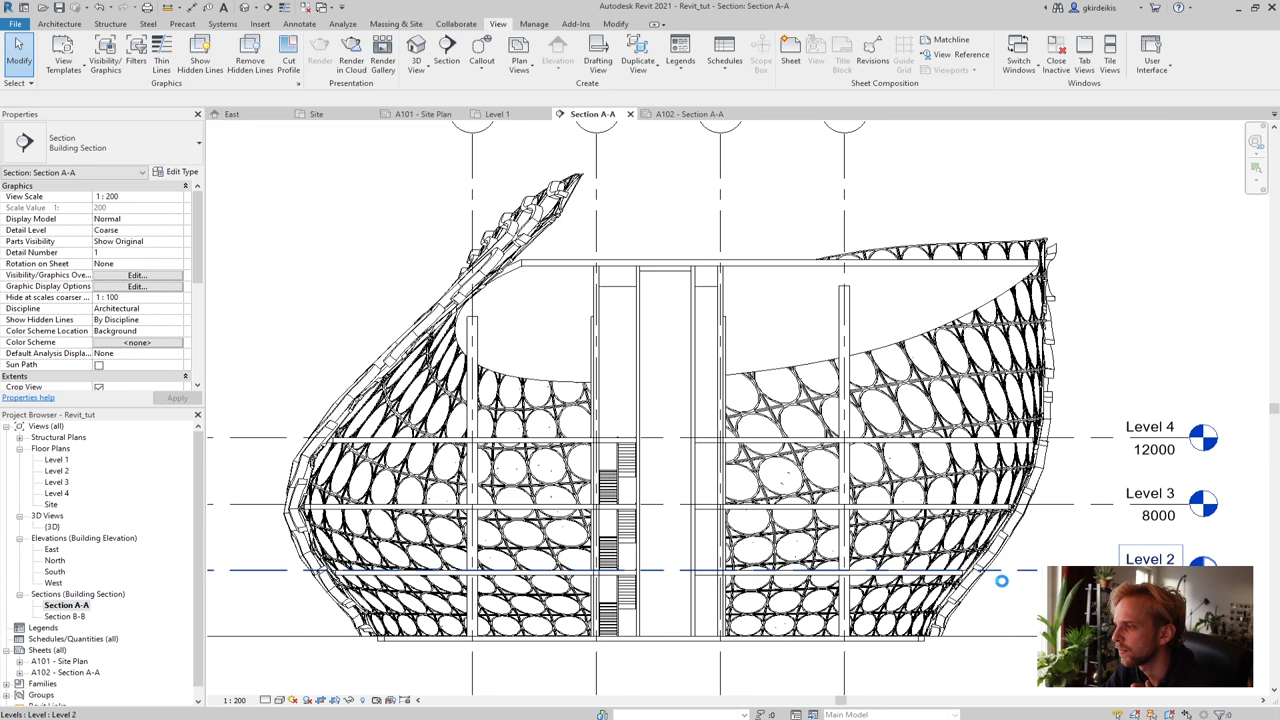 Autodesk Revit 2020 - Revit_tut - Section: Section A-A
gkirdeikis
File Architecture Structure Steel Precast Systems Insert Annotate Analyze Massing & Site Collaborate View Manage Add-Ins Modify
Modify View Templates Visibility/ Graphics Filters Thin Lines Show Hidden Lines Remove Hidden Lines Cut Profile Render Render in Cloud Render Gallery 3D View Section Callout Plan Views Elevation Drafting View Duplicate View Legends Schedules Scope Box Sheet View Title Block Revisions Guide Grid Matchline View Reference Viewports Switch Windows Close Inactive Tab Views Tile Views User Interface
Select Graphics Presentation Create Sheet Composition Windows
Properties
East Site A101 - Site Plan Level 1 Section A-A A102 - Section A-A
Section
Building Section
Section: Section A-A Edit Type
Graphics
View Scale 1 : 200
Scale Value 1: 200
Display Model Normal
Detail Level Coarse
Parts Visibility Show Original
Detail Number 1
Rotation on Sheet None
Visibility/Graphics Ove... Edit...
Graphic Display Options Edit...
Hide at scales coarser ... 1 : 100
Discipline Architectural
Show Hidden Lines By Discipline
Color Scheme Location Background
Color Scheme <none>
Default Analysis Displa... None
Sun Path
Extents
Crop View
Properties help Apply
Project Browser - Revit_tut
Views (all)
Structural Plans
Floor Plans
Level 1
Level 2
Level 3
Level 4
Site
3D Views
{3D}
Elevations (Building Elevation)
East
North
South
West
Sections (Building Section)
Section A-A
Section B-B
Legends
Schedules/Quantities (all)
Sheets (all)
A101 - Site Plan
A102 - Section A-A
Families
Groups
Revit Links
Level 4
12000
Level 3
8000
Level 2
1 : 200
Levels : Level : Level 2
:0 Main Model :0